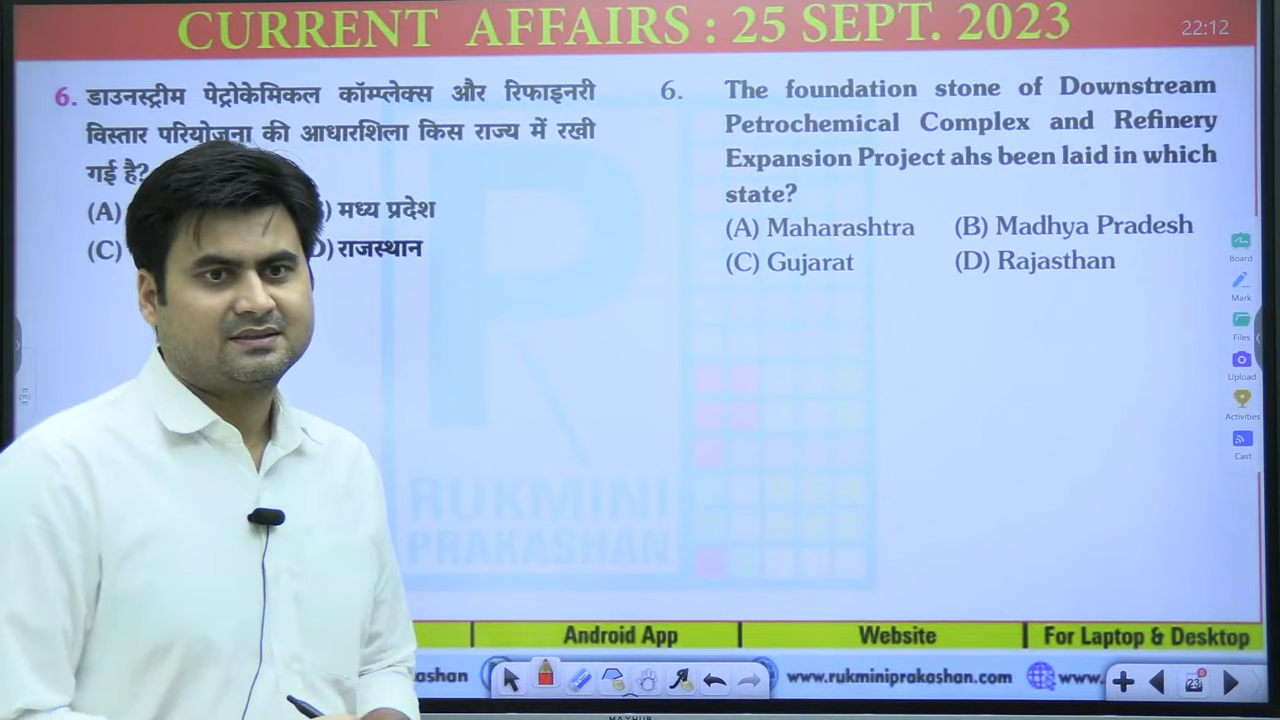 CURRENT AFFAIRS : 25 SEPT. 2023
22:12
6. डाउनस्ट्रीम पेट्रोकेमिकल कॉम्प्लेक्स और रिफाइनरी
विस्तार परियोजना की आधारशिला किस राज्य में रखी
गई है?
(A)
) मध्य प्रदेश
(C)
D) राजस्थान
6. The foundation stone of Downstream
Petrochemical Complex and Refinery
Expansion Project ahs been laid in which
state?
(A) Maharashtra (B) Madhya Pradesh
(C) Gujarat (D) Rajasthan
Board
Mark
Files
Upload
Activities
Cast
RUKMINI
PRAKASHAN
Android App Website For Laptop & Desktop
ashan www.rukminiprakashan.com www.
23
MAXHUB